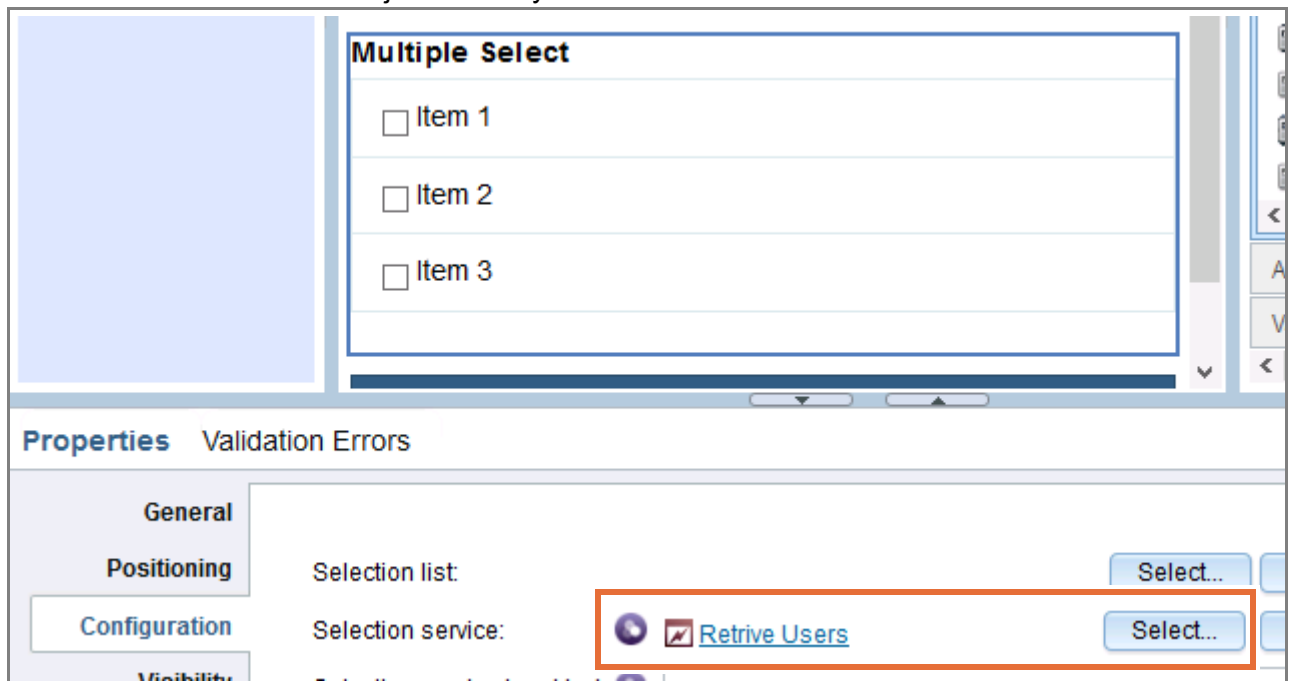 Multiple Select
Item 1
Item 2
Item 3
A
V
Properties Validation Errors
General
Positioning
Selection list: Select...
Configuration
Selection service: Retrive Users Select...